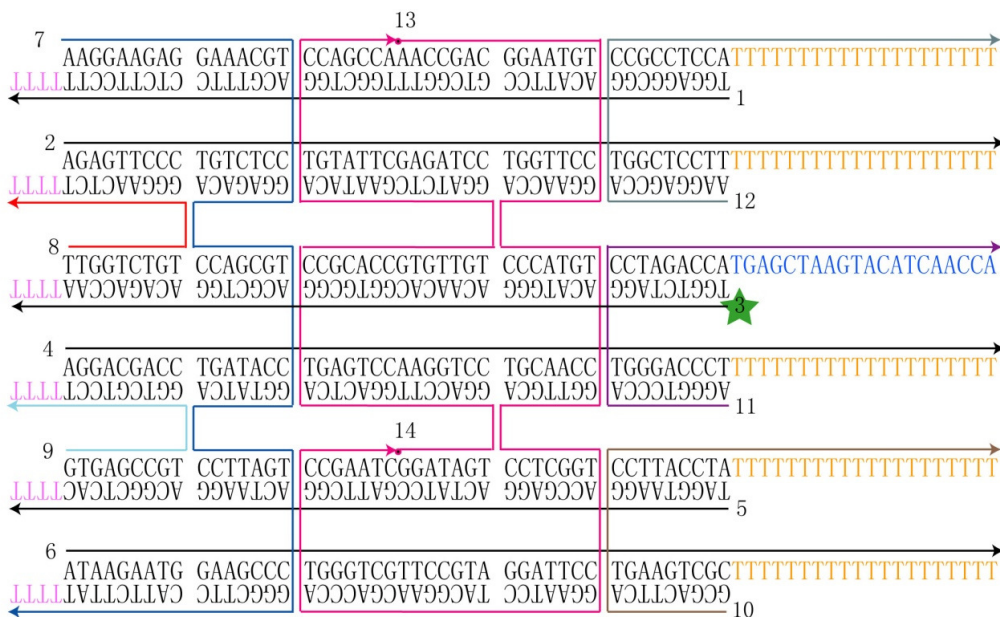 7 13
AAGGAAGAG GAAACGT CCAGCCAAACCGAC GGAATGT CCGCCTCCATTTTTTTTTTTTTTTTTTTT
TTTTTTCCTTCTC CTTTGCA GGTCGGTTTGGCTG CCTTACA GGCGGAGGT
1
2
AGAGTTCCC TGTCTCC TGTATTCGAGATCC TGGTTCC TGGCTCCTTTTTTTTTTTTTTTTTTTTTT
TTTTTCTCAAGGG ACAGAGG ACATAAGCTCTAGG ACCAAGG ACCGAGGAA
12
8
TTGGTCTGT CCAGCGT CCGCACCGTGTTGT CCCATGT CCTAGACCATGAGCTAAGTACATCAACCA
TTTTAACCAGACA GGTCGCA GGCGTGGCACAACA GGGTACA GGATCTGGT
3
4
AGGACGACC TGATACC TGAGTCCAAGGTCC TGCAACC TGGGACCCTTTTTTTTTTTTTTTTTTTTT
TTTTTCCTGCTGG ACTATGG ACTCAGGTTCCAGG ACGTTGG ACCCTGGGA
11
9 14
GTGAGCCGT CCTTAGT CCGAATCGGATAGT CCTCGGT CCTTACCTATTTTTTTTTTTTTTTTTTTT
TTTTCACTCGGCA GGAATCA GGCTTAGCCTATCA GGAGCCA GGAATGGAT
5
6
ATAAGAATG GAAGCCC TGGGTCGTTCCGTA GGATTCC TGAAGTCGCTTTTTTTTTTTTTTTTTTTT
TTTTTATTCTTAC CTTCGGG ACCCAGCAAGGCAT CCTAAGG ACTTCAGCG
10